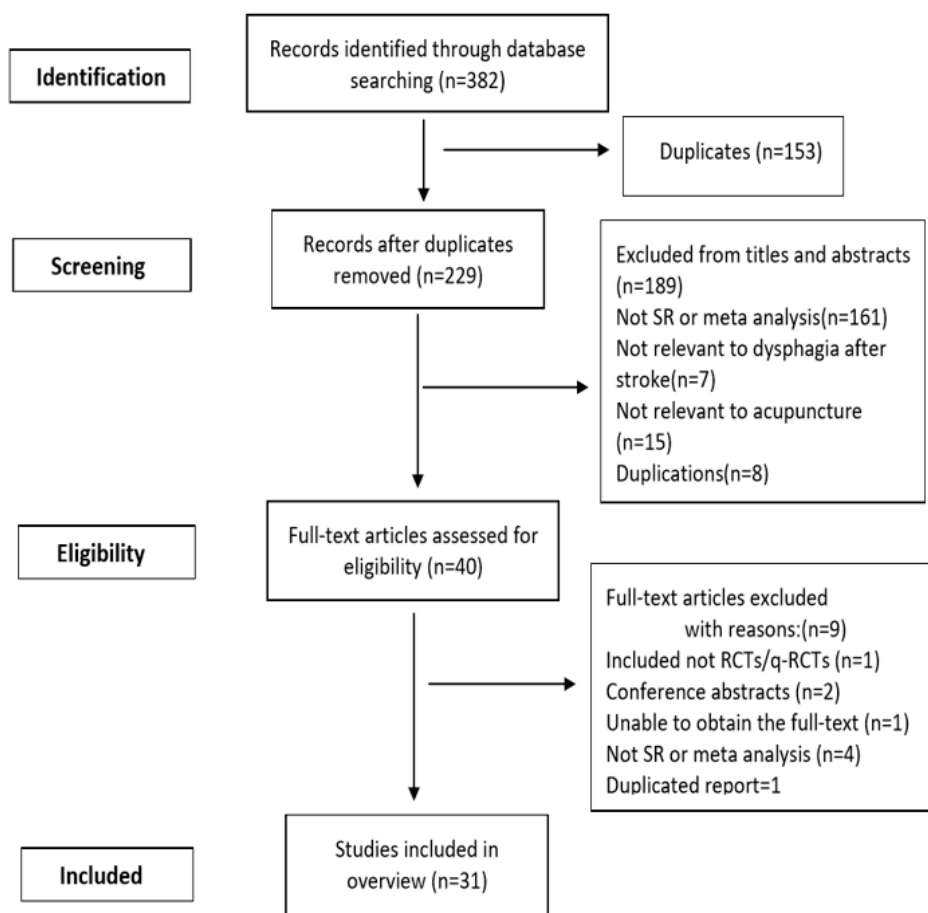 Records identified through database
searching (n=382)
Identification
Duplicates (n=153)
Records after duplicates
removed (n=229)
Screening
Excluded from titles and abstracts
(n=189)
Not SR or meta analysis(n=161)
Not relevant to dysphagia after
stroke(n=7)
Not relevant to acupuncture
(n=15)
Duplications(n=8)
Full-text articles assessed for
eligibility (n=40)
Eligibility
Full-text articles excluded
with reasons:(n=9)
Included not RCTs/q-RCTs (n=1)
Conference abstracts (n=2)
Unable to obtain the full-text (n=1)
Not SR or meta analysis (n=4)
Duplicated report=1
Studies included in
overview (n=31)
Included